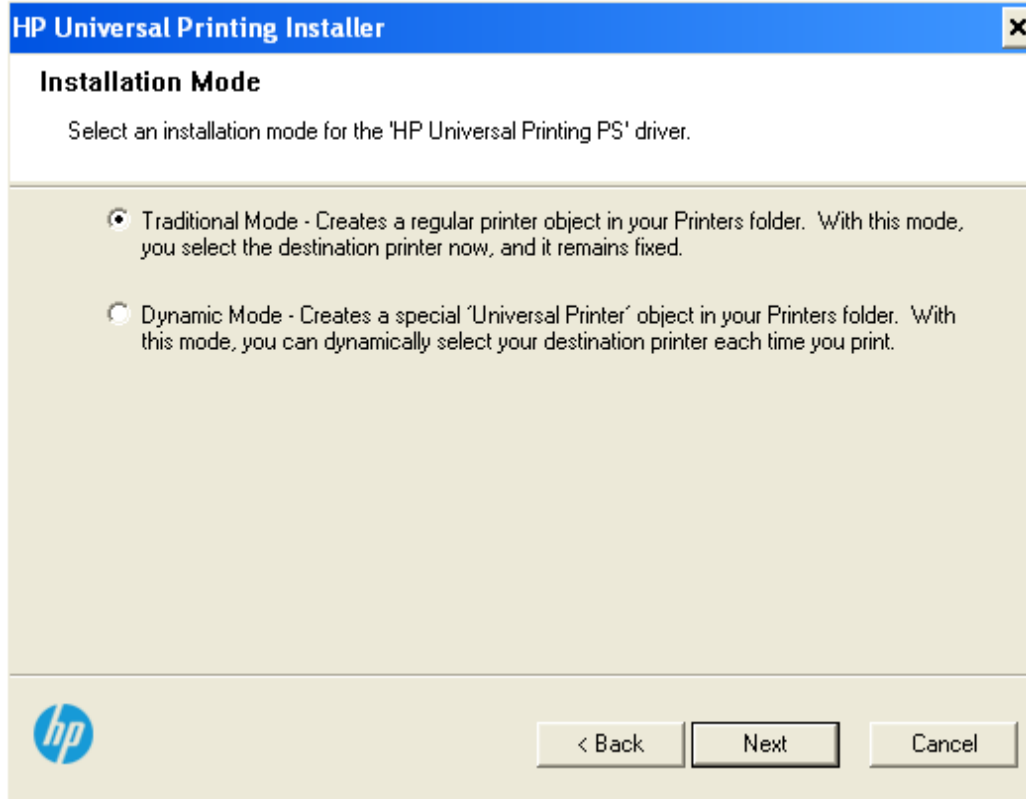 HP Universal Printing Installer
Installation Mode
Select an installation mode for the 'HP Universal Printing PS' driver.
Traditional Mode - Creates a regular printer object in your Printers folder.  With this mode,
you select the destination printer now, and it remains fixed.
Dynamic Mode - Creates a special ´Universal Printer´ object in your Printers folder.  With
this mode, you can dynamically select your destination printer each time you print.
hp
< Back
Next
Cancel